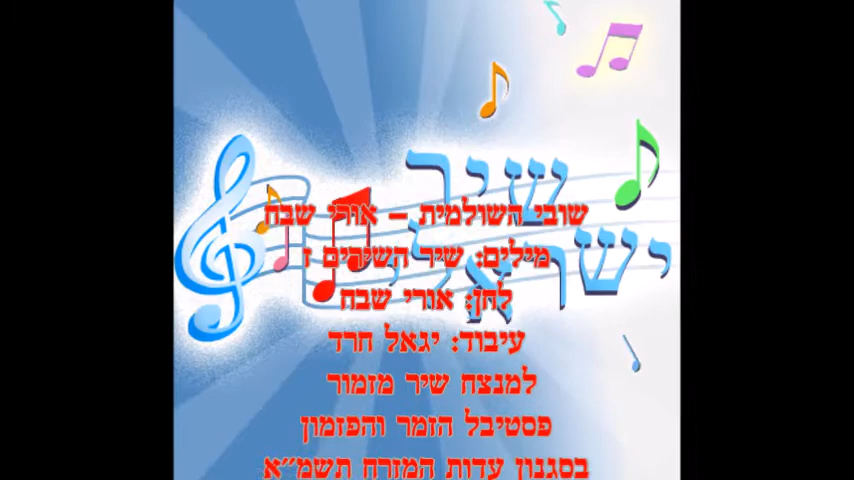 שיר
ישראלי
שובי השולמית – אורי שבח
מילים: שיר השירים ז
לחן: אורי שבח
עיבוד: יגאל חרד
למנצח שיר מזמור
פסטיבל הזמר והפזמון
בסגנון עדות המזרח תשמ״א